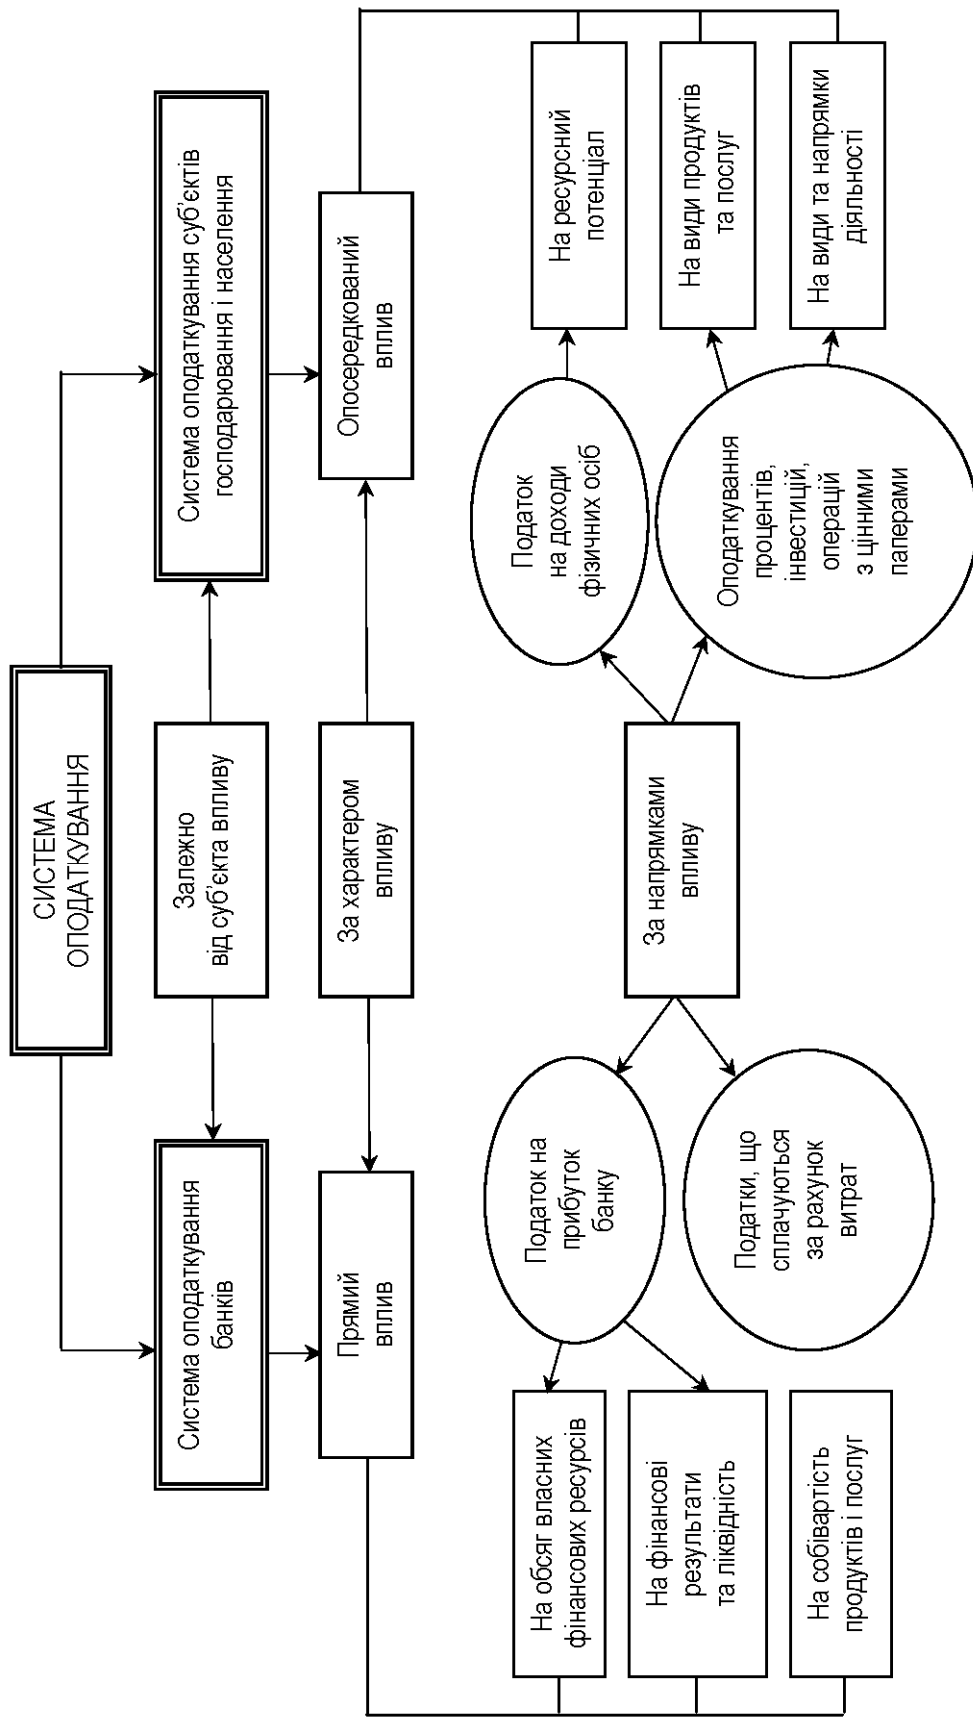 СИСТЕМА
ОПОДАТКУВАННЯ
Система оподаткування
банків
Залежно
від суб’єкта впливу
Система оподаткування суб’єктів
господарювання і населення
Прямий
вплив
За характером
впливу
Опосередкований
вплив
На обсяг власних
фінансових ресурсів
Податок на
прибуток
банку
Податок
на доходи
фізичних осіб
На ресурсний
потенціал
На фінансові
результати
та ліквідність
За напрямками
впливу
На види продуктів
та послуг
На собівартість
продуктів і послуг
Податки, що
сплачуються
за рахунок
витрат
Оподаткування
процентів,
інвестицій,
операцій
з цінними
паперами
На види та напрямки
діяльності